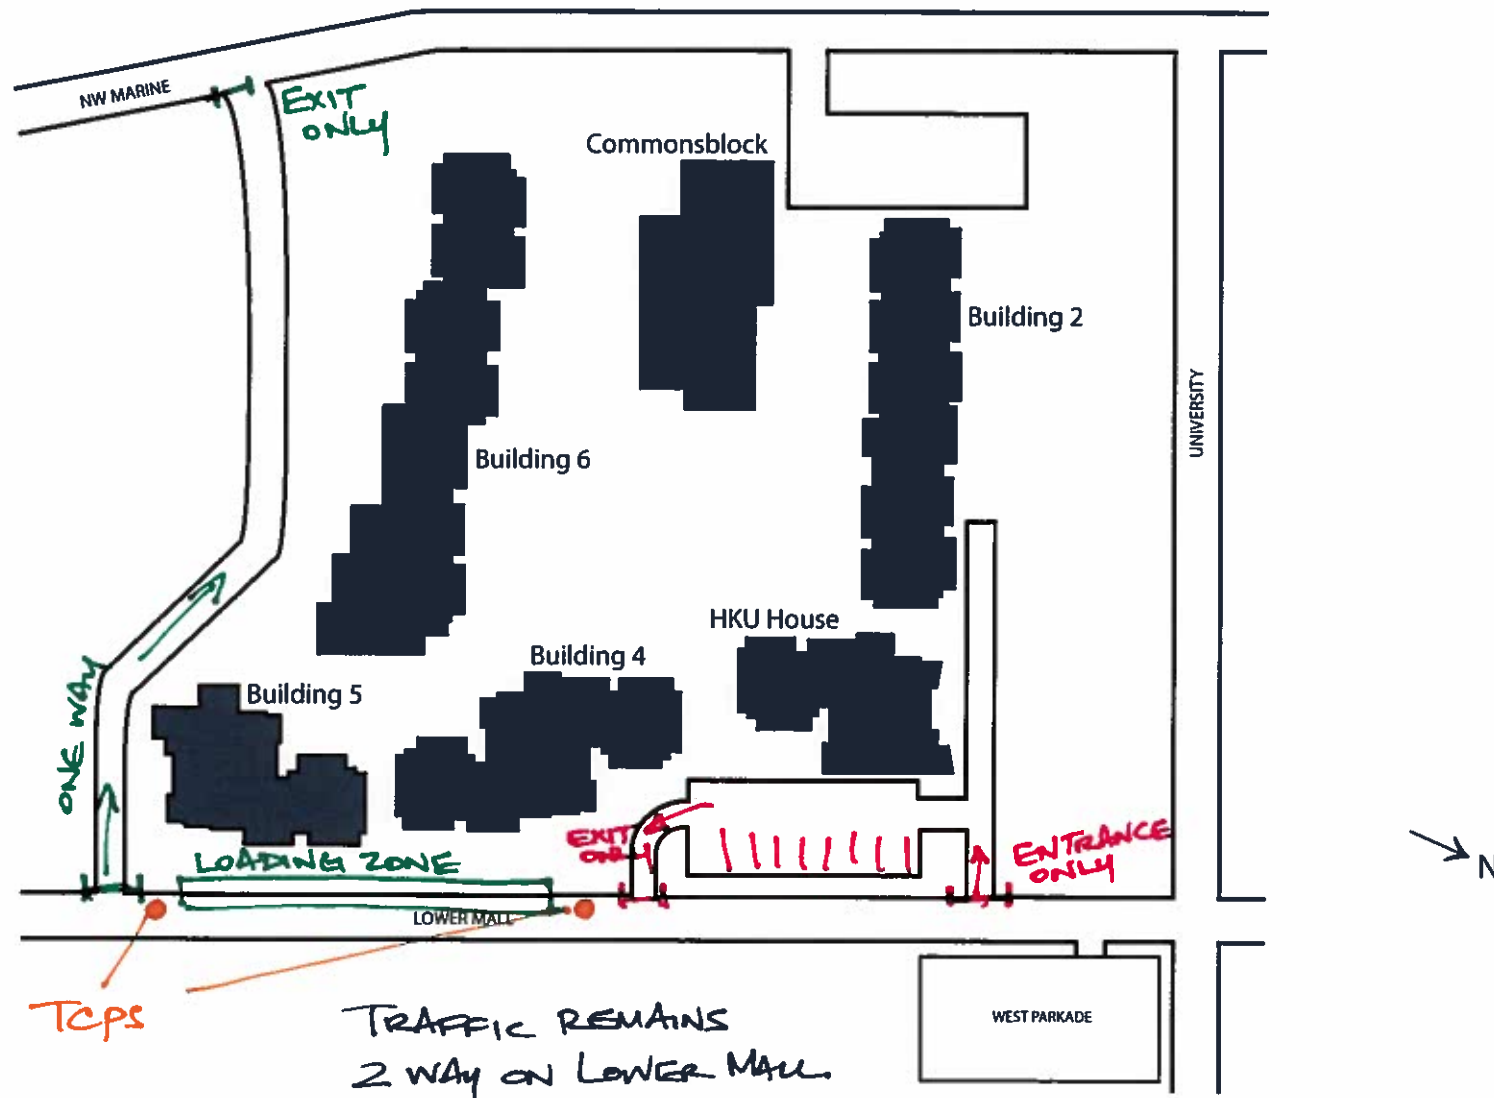 NW MARINE
EXIT
ONLY
Commonsblock
Building 2
UNIVERSITY
Building 6
HKU House
Building 4
Building 5
ONE WAY
LOADING ZONE
EXIT
ONLY
ENTRANCE
ONLY
N
LOWER MALL
TCPS
TRAFFIC REMAINS
2 WAY ON LOWER MALL.
WEST PARKADE